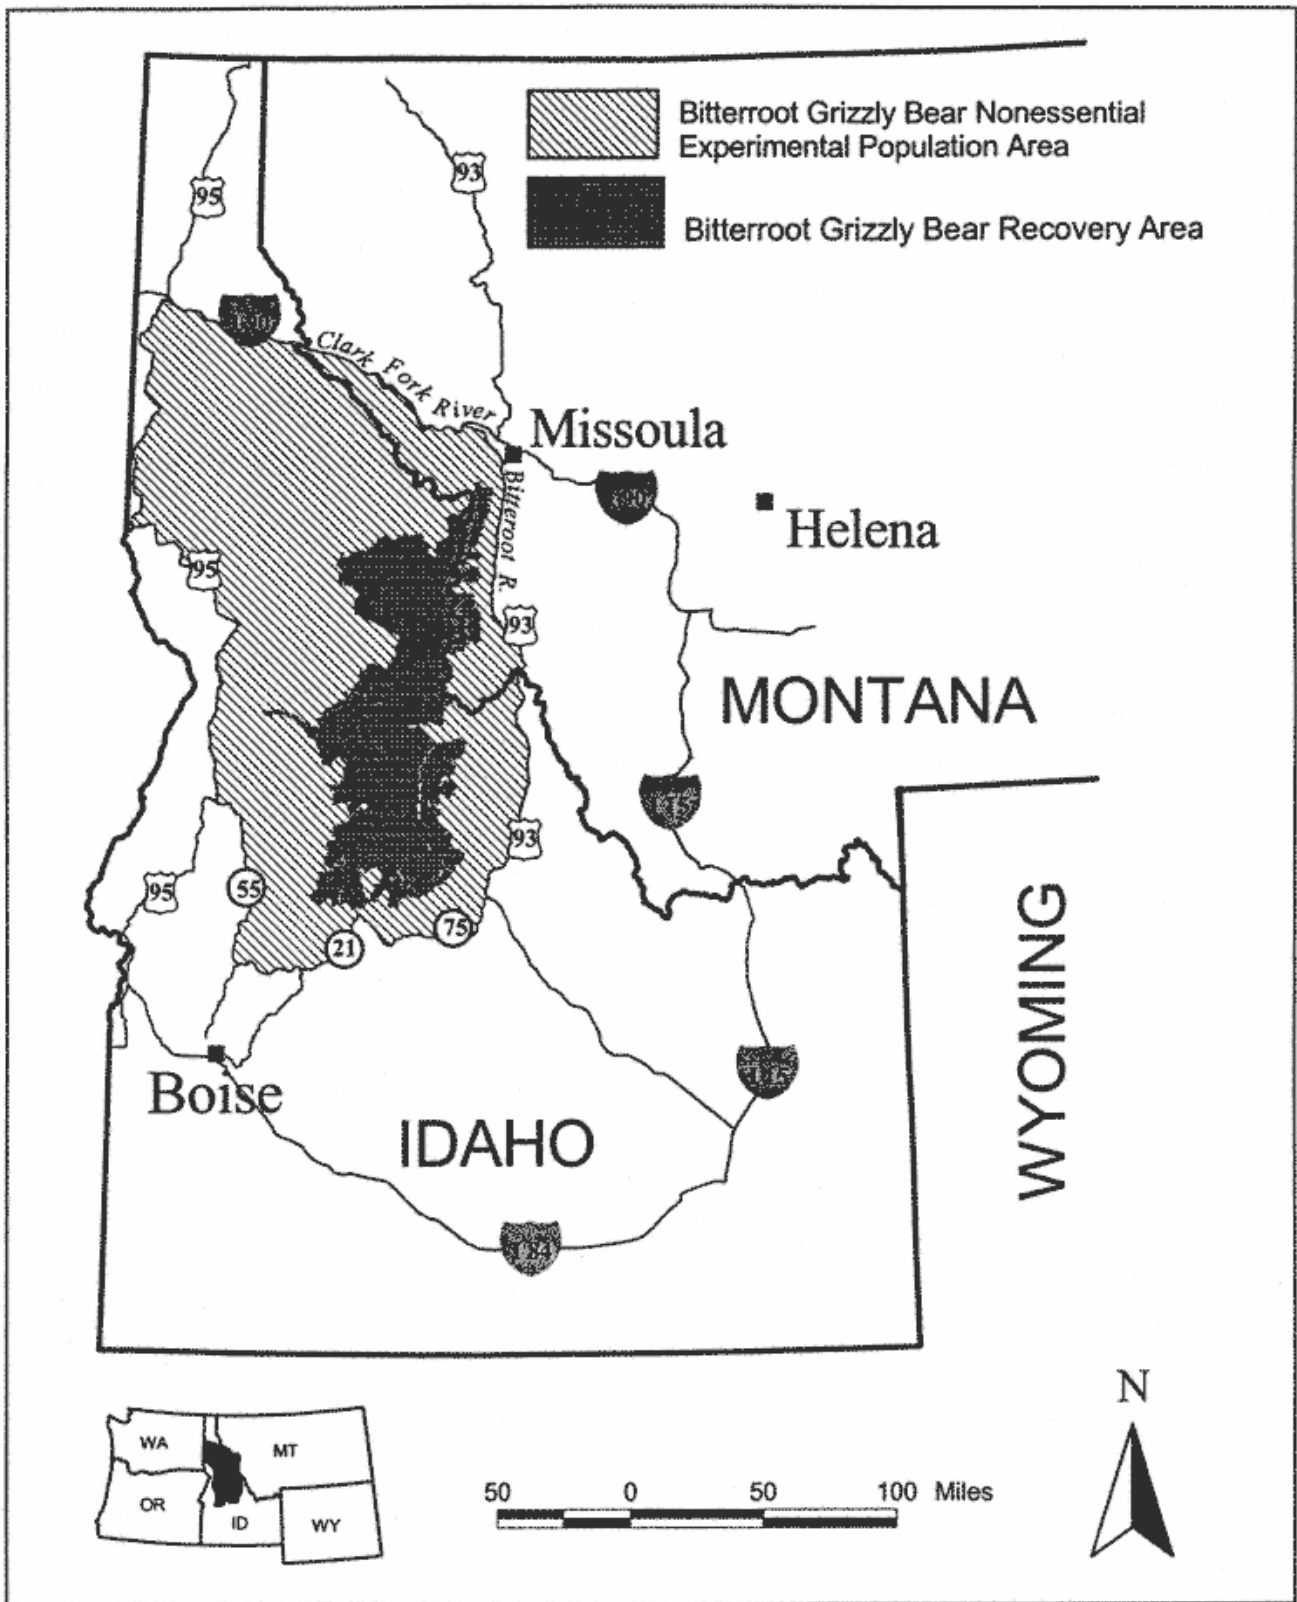 Bitterroot Grizzly Bear Nonessential
Experimental Population Area
Bitterroot Grizzly Bear Recovery Area
93
95
Clark Fork River
Missoula
Bitteroot R.
Helena
95
93
MONTANA
93
95
55
75
21
WYOMING
Boise
IDAHO
N
WA
MT
OR
ID
WY
50 0 50 100 Miles